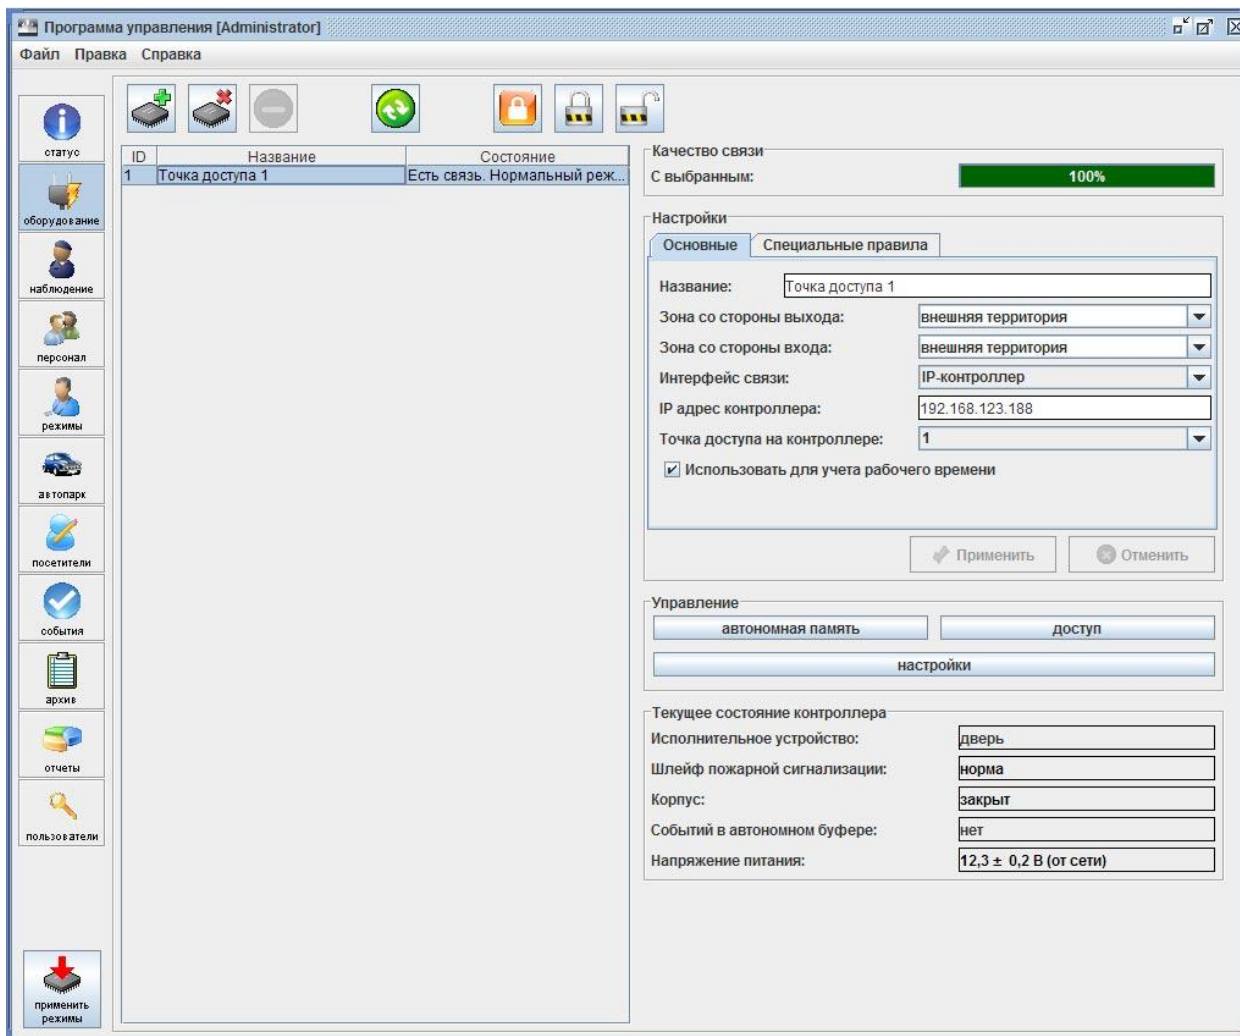 Программа управления [Administrator]
Файл Правка Справка
статус
оборудование
наблюдение
персонал
режимы
автопарк
посетители
события
архив
отчеты
пользователи
применить
режимы
ID Название Состояние
1 Точка доступа 1 Есть связь. Нормальный реж...
Качество связи
С выбранным: 100%
Настройки
Основные Специальные правила
Название: Точка доступа 1
Зона со стороны выхода: внешняя территория
Зона со стороны входа: внешняя территория
Интерфейс связи: IP-контроллер
IP адрес контроллера: 192.168.123.188
Точка доступа на контроллере: 1
Использовать для учета рабочего времени
Применить Отменить
Управление
автономная память доступ
настройки
Текущее состояние контроллера
Исполнительное устройство: дверь
Шлейф пожарной сигнализации: норма
Корпус: закрыт
Событий в автономном буфере: нет
Напряжение питания: 12,3 ± 0,2 В (от сети)